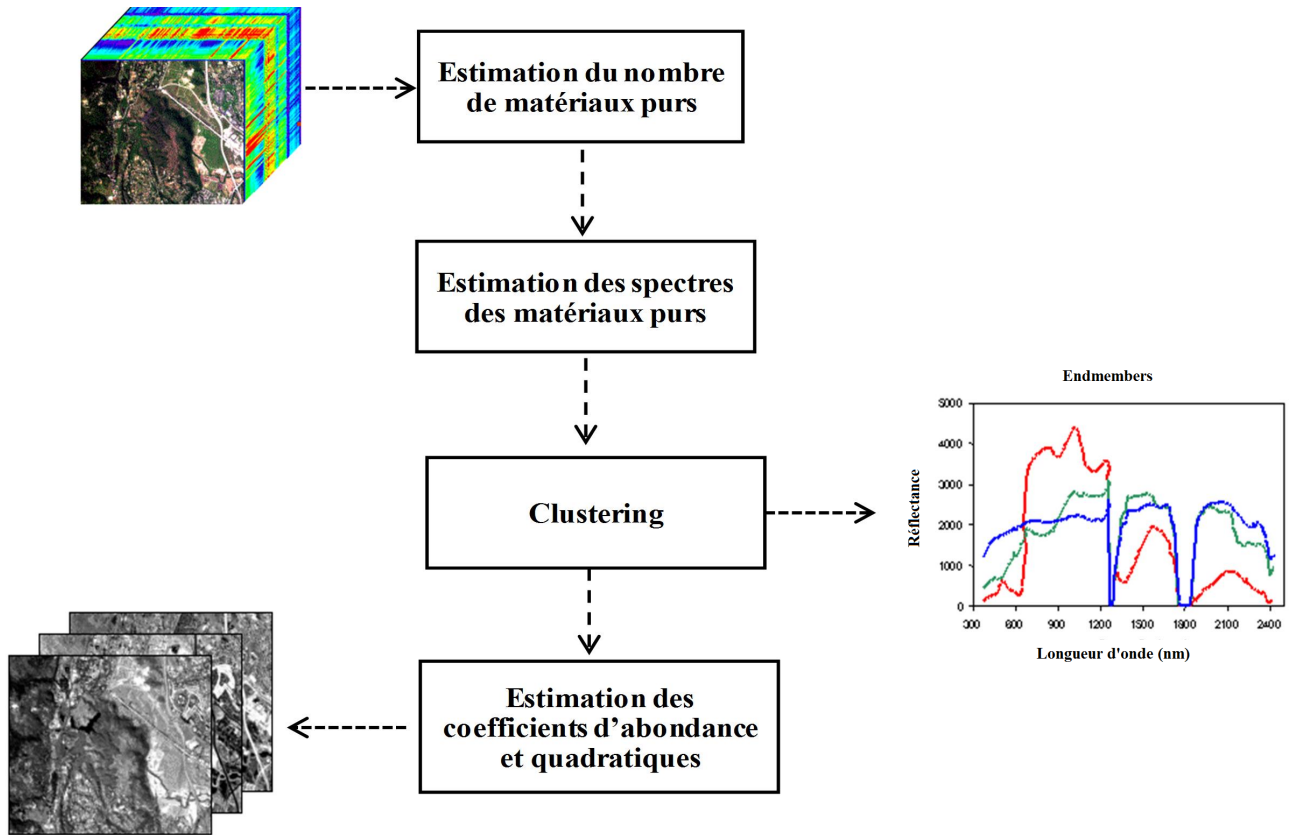 Estimation du nombre
de matériaux purs
Estimation des spectres
des matériaux purs
Clustering
Endmembers
5000
4000
3000
2000
1000
0
Réflectance
300 600 900 1200 1500 1800 2100 2400
Longueur d'onde (nm)
Estimation des
coefficients d’abondance
et quadratiques